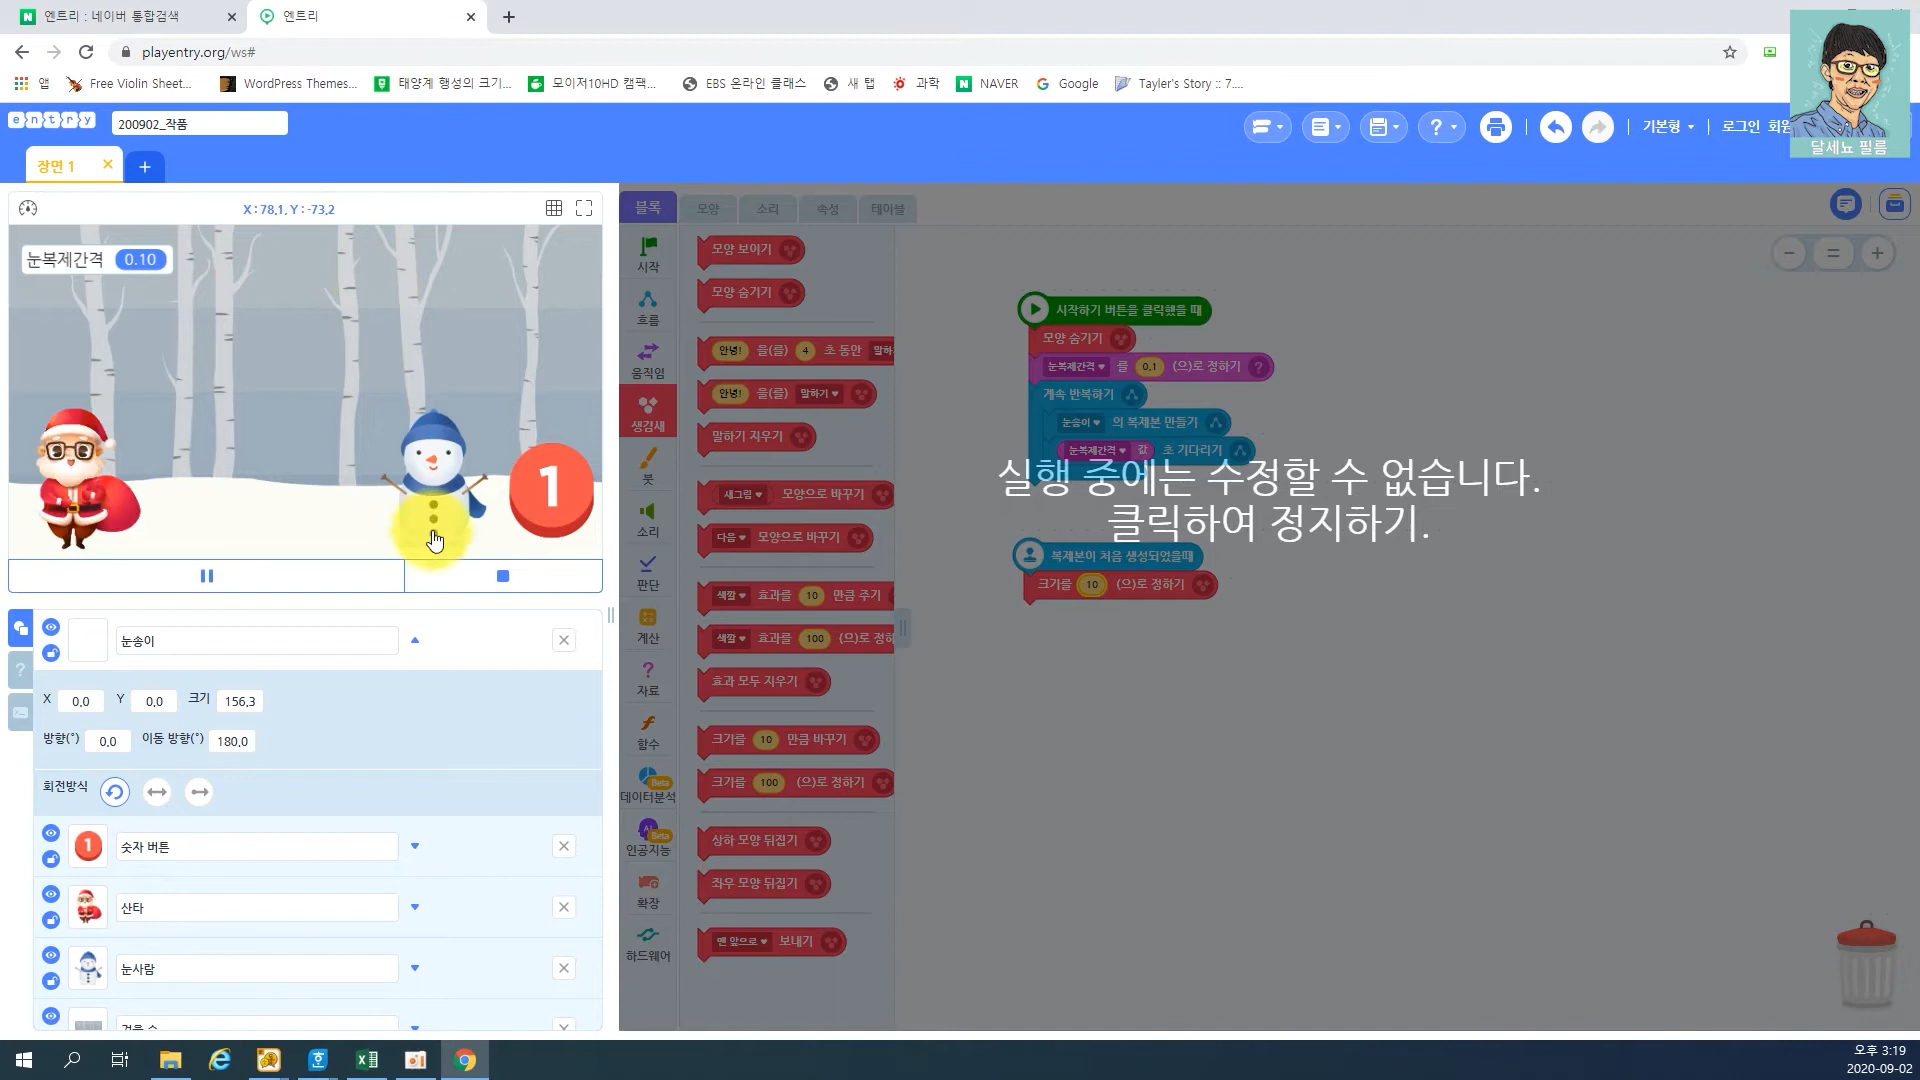 엔트리 : 네이버 통합검색
엔트리
playentry.org/ws#
앱
Free Violin Sheet...
WordPress Themes...
태양계 행성의 크기...
모이저10HD 캠팩...
EBS 온라인 클래스
새 탭
과학
NAVER
Google
Tayler's Story :: 7....
entry
200902_작품
기본형
로그인
달세뇨 필름
장면 1
X : 78.1, Y : -73.2
블록
모양
소리
속성
테이블
눈복제간격 0.10
1
시작
흐름
움직임
생김새
붓
소리
판단
계산
자료
함수
데이터분석
Beta
인공지능
Beta
확장
하드웨어
모양 보이기
모양 숨기기
안녕! 을(를) 4 초 동안
안녕! 을(를) 말하기
말하기 지우기
새그림 모양으로 바꾸기
다음 모양으로 바꾸기
색깔 효과를 10 만큼 주기
색깔 효과를 100 (으)로 정하
효과 모두 지우기
크기를 10 만큼 바꾸기
크기를 100 (으)로 정하기
상하 모양 뒤집기
좌우 모양 뒤집기
맨 앞으로 보내기
시작하기 버튼을 클릭했을 때
모양 숨기기
눈복제간격 를 0.1 (으)로 정하기
계속 반복하기
눈송이 의 복제본 만들기
눈복제간격 값 초 기다리기
실행 중에는 수정할 수 없습니다.
클릭하여 정지하기.
복제본이 처음 생성되었을때
크기를 10 (으)로 정하기
눈송이
X 0.0 Y 0.0 크기 156.3
방향(°) 0.0 이동 방향(°) 180.0
회전방식
1
숫자 버튼
산타
눈사람
오후 3:19
2020-09-02